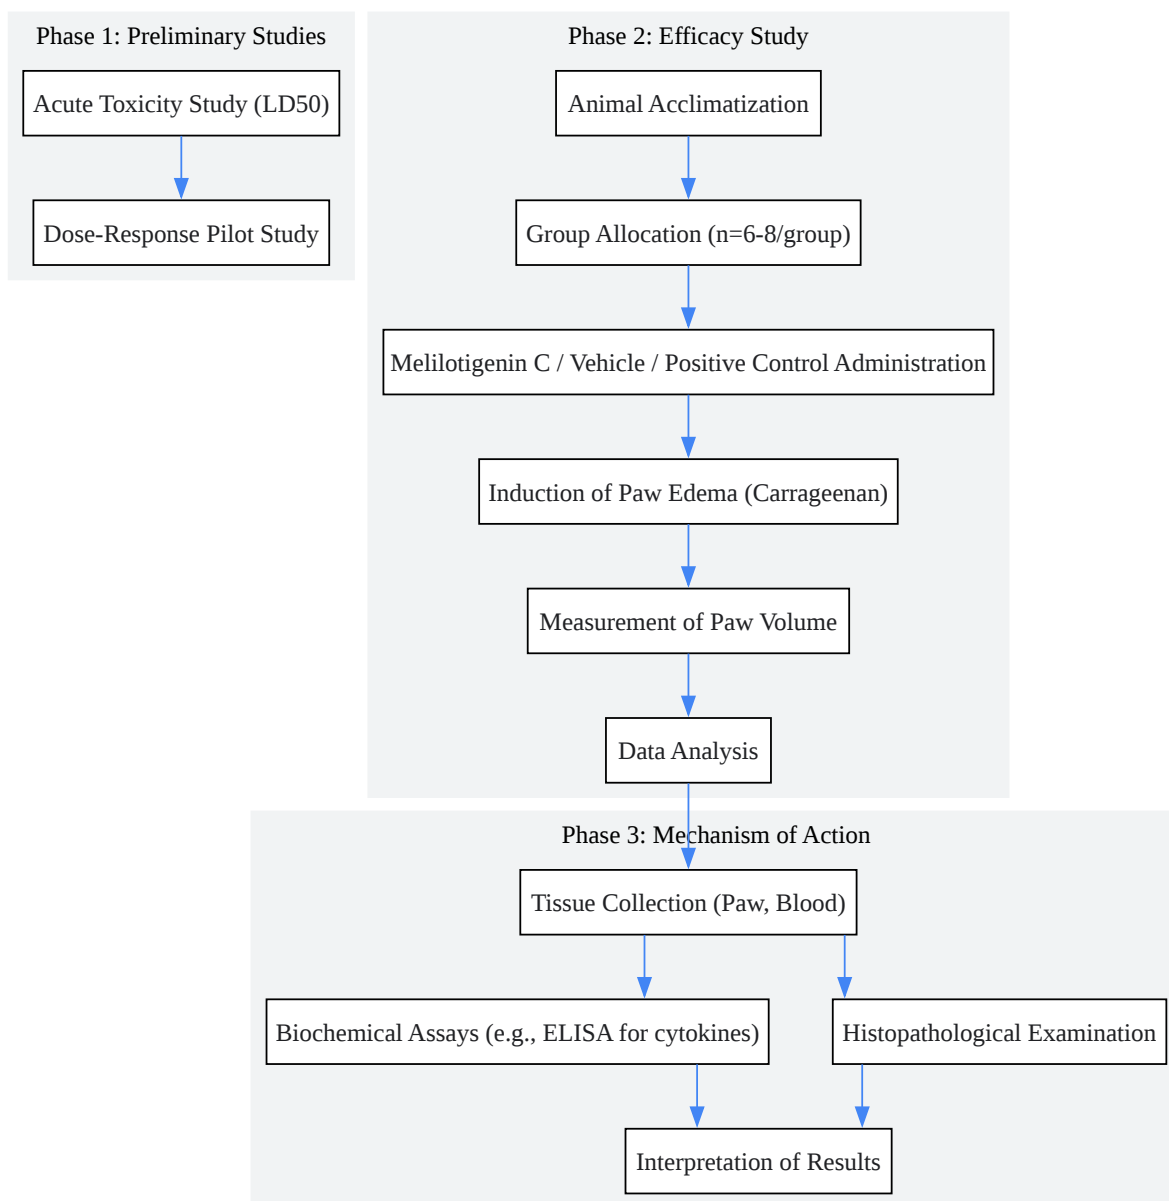 Phase 1: Preliminary Studies
Acute Toxicity Study (LD50)
Dose-Response Pilot Study
Phase 2: Efficacy Study
Animal Acclimatization
Group Allocation (n=6-8/group)
Melilotigenin C / Vehicle / Positive Control Administration
Induction of Paw Edema (Carrageenan)
Measurement of Paw Volume
Data Analysis
Phase 3: Mechanism of Action
Tissue Collection (Paw, Blood)
Biochemical Assays (e.g., ELISA for cytokines)
Histopathological Examination
Interpretation of Results